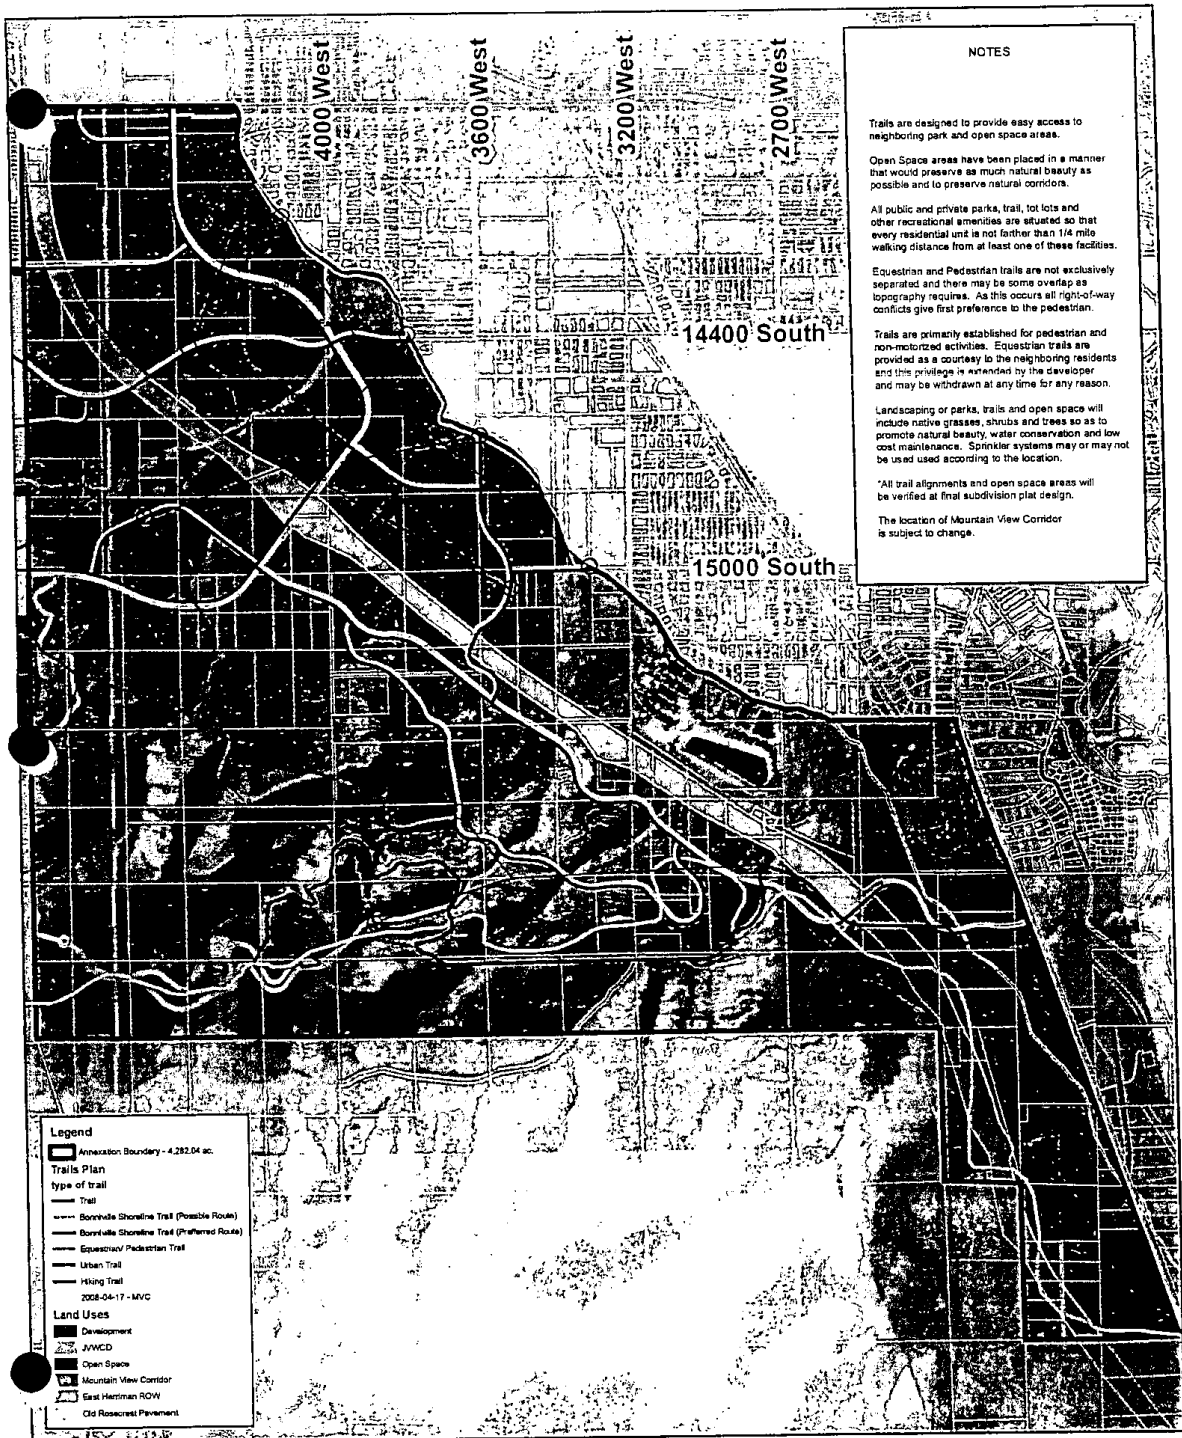 4000 West
3600 West
3200 West
2700 West
NOTES
Trails are designed to provide easy access to
neighboring park and open space areas.
Open Space areas have been placed in a manner
that would preserve as much natural beauty as
possible and to preserve natural corridors.
All public and private parks, trail, tot lots and
other recreational amenities are situated so that
every residential unit is not farther than 1/4 mile
walking distance from at least one of these facilities.
Equestrian and Pedestrian trails are not exclusively
separated and there may be some overlap as
topography requires. As this occurs all right-of-way
conflicts give first preference to the pedestrian.
Trails are primarily established for pedestrian and
non-motorized activities. Equestrian trails are
provided as a courtesy to the neighboring residents
and this privilege is extended by the developer
and may be withdrawn at any time for any reason.
Landscaping or parks, trails and open space will
include native grasses, shrubs and trees so as to
promote natural beauty, water conservation and low
cost maintenance. Sprinkler systems may or may not
be used used according to the location.
*All trail alignments and open space areas will
be verified at final subdivision plat design.
The location of Mountain View Corridor
is subject to change.
14400 South
15000 South
Legend
Annexation Boundary - 4,282.04 ac.
Trails Plan
type of trail
Trail
Bonnivlle Shoreline Trail (Possible Route)
Bonnivlle Shoreline Trail (Preferred Route)
Equestrian/ Pedestrian Trail
Urban Trail
Hiking Trail
2008-04-17 - MVC
Land Uses
Development
JVWCD
Open Space
Mountain View Corridor
East Herriman ROW
Old Rosecrest Pavement